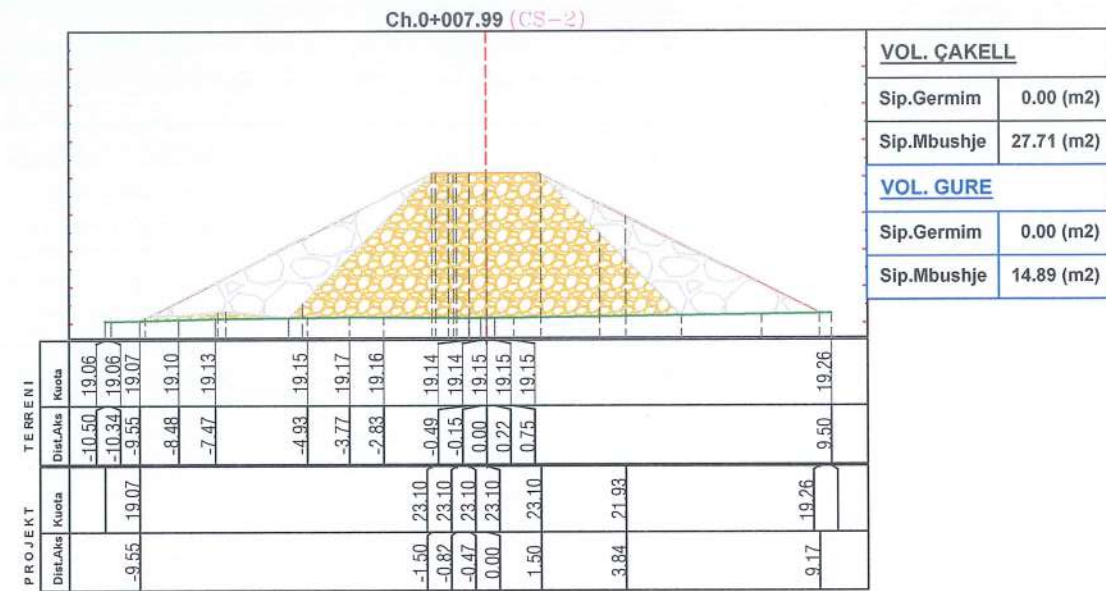 Ch.0+007.99 (CS-2)
VOL. ÇAKELL
Sip.Germim 0.00 (m2)
Sip.Mbushje 27.71 (m2)
VOL. GURE
Sip.Germim 0.00 (m2)
Sip.Mbushje 14.89 (m2)
TERRENI
Kuota 19.06 19.06 19.07 19.10 19.13 19.15 19.17 19.16 19.14 19.14 19.15 19.15 19.15 19.26
Dist.Aks -10.50 -10.34 -9.55 -8.48 -7.47 -4.93 -3.77 -2.83 -0.49 -0.15 0.00 0.22 0.75 9.50
PROJEKT
Kuota 19.07 23.10 23.10 23.10 23.10 23.10 21.93 19.26
Dist.Aks -9.55 -1.50 -0.82 -0.47 0.00 1.50 3.84 9.17